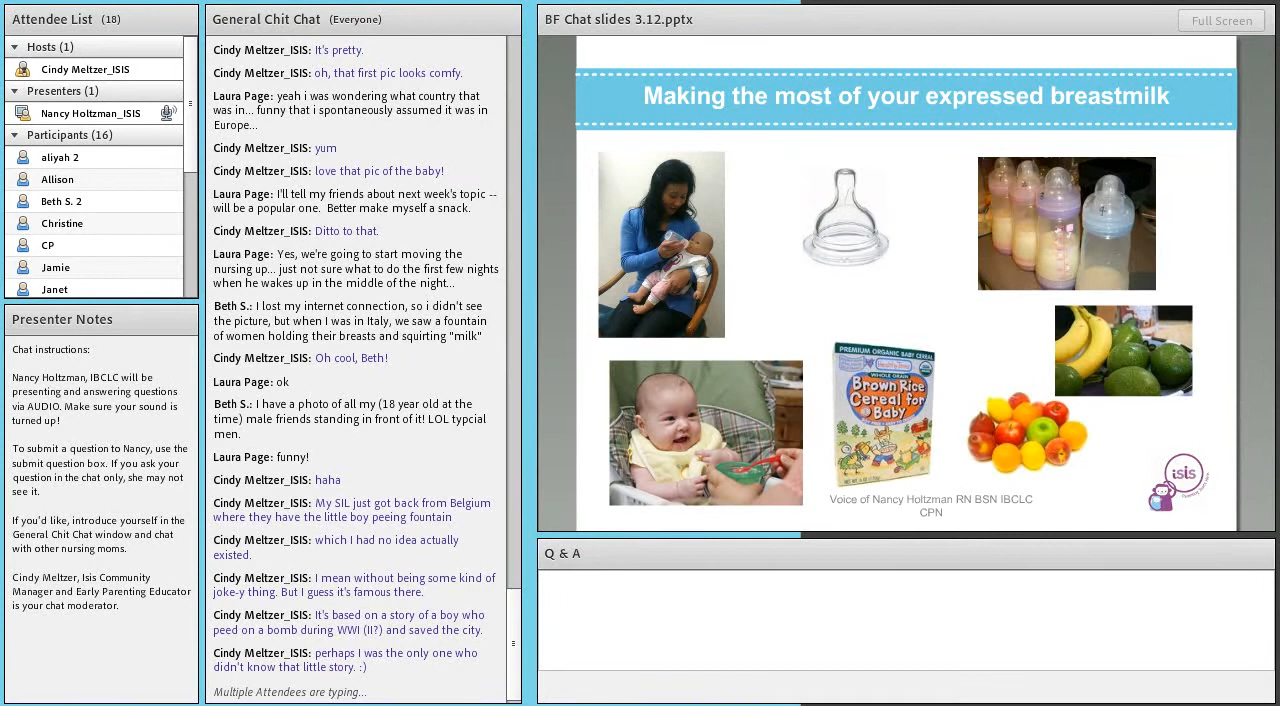 Attendee List (18)
Hosts (1)
Cindy Meltzer_ISIS
Presenters (1)
Nancy Holtzman_ISIS
Participants (16)
aliyah 2
Allison
Beth S. 2
Christine
CP
Jamie
Janet
Presenter Notes
Chat instructions:
Nancy Holtzman, IBCLC will be
presenting and answering questions
via AUDIO. Make sure your sound is
turned up!
To submit a question to Nancy, use the
submit question box. If you ask your
question in the chat only, she may not
see it.
If you'd like, introduce yourself in the
General Chit Chat window and chat
with other nursing moms.
Cindy Meltzer, Isis Community
Manager and Early Parenting Educator
is your chat moderator.
General Chit Chat (Everyone)
Cindy Meltzer_ISIS: It's pretty.
Cindy Meltzer_ISIS: oh, that first pic looks comfy.
Laura Page: yeah i was wondering what country that
was in... funny that i spontaneously assumed it was in
Europe...
Cindy Meltzer_ISIS: yum
Cindy Meltzer_ISIS: love that pic of the baby!
Laura Page: I'll tell my friends about next week's topic --
will be a popular one. Better make myself a snack.
Cindy Meltzer_ISIS: Ditto to that.
Laura Page: Yes, we're going to start moving the
nursing up... just not sure what to do the first few nights
when he wakes up in the middle of the night...
Beth S.: I lost my internet connection, so i didn't see
the picture, but when I was in Italy, we saw a fountain
of women holding their breasts and squirting "milk"
Cindy Meltzer_ISIS: Oh cool, Beth!
Laura Page: ok
Beth S.: I have a photo of all my (18 year old at the
time) male friends standing in front of it! LOL typcial
men.
Laura Page: funny!
Cindy Meltzer_ISIS: haha
Cindy Meltzer_ISIS: My SIL just got back from Belgium
where they have the little boy peeing fountain
Cindy Meltzer_ISIS: which I had no idea actually
existed.
Cindy Meltzer_ISIS: I mean without being some kind of
joke-y thing. But I guess it's famous there.
Cindy Meltzer_ISIS: It's based on a story of a boy who
peed on a bomb during WWI (II?) and saved the city.
Cindy Meltzer_ISIS: perhaps I was the only one who
didn't know that little story. :)
Multiple Attendees are typing...
BF Chat slides 3.12.pptx
Full Screen
Making the most of your expressed breastmilk
PREMIUM ORGANIC BABY CEREAL
WHOLE GRAIN
Brown Rice
Cereal for
Baby
isis
Voice of Nancy Holtzman RN BSN IBCLC
CPN
Q & A